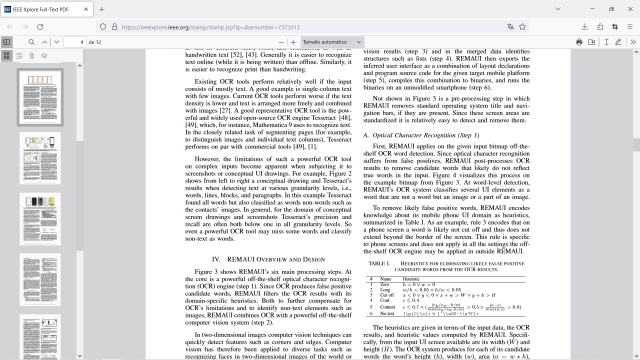 IEEE Xplore Full-Text PDF:
https://ieeexplore.ieee.org/stamp/stamp.jsp?tp=&arnumber=7372013
4 de 12
Tamaño automático
handwritten text [52], [43]. Generally it is easier to recognize
text online (while it is being written) than offline. Similarly,
it is easier to recognize print than handwriting.
Existing OCR tools perform relatively well if the input
consists of mostly text. A good example is single-column text
with few images. Current OCR tools perform worse if the text
density is lower and text is arranged more freely and combined
with images [27]. A good representative OCR tool is the pow-
erful and widely used open-source OCR engine Tesseract [48],
[49], which, for instance, Mathematica 9 uses to recognize text.
In the closely related task of segmenting pages (for example,
to distinguish images and individual text columns), Tesseract
performs on par with commercial tools [49], [1].
However, the limitations of such a powerful OCR tool
on complex inputs become apparent when subjecting it to
screenshots or conceptual UI drawings. For example, Figure 2
shows from left to right a conceptual drawing and Tesseract's
results when detecting text at various granularity levels, i.e.,
words, lines, blocks, and paragraphs. In this example Tesseract
found all words but also classified as words non-words such as
the contacts' images. In general, for the domain of conceptual
screen drawings and screenshots Tesseract's precision and
recall are often both below one in all granularity levels. So
even a powerful OCR tool may miss some words and classify
non-text as words.
IV. REMAUI OVERVIEW AND DESIGN
Figure 3 shows REMAUI's six main processing steps. At
the core is a powerful off-the-shelf optical character recogni-
tion (OCR) engine (step 1). Since OCR produces false positive
candidate words, REMAUI filters the OCR results with its
domain-specific heuristics. Both to further compensate for
OCR's limitations and to identify non-text elements such as
images, REMAUI combines OCR with a powerful off-the-shelf
computer vision system (step 2).
In two-dimensional images computer vision techniques can
quickly detect features such as corners and edges. Computer
vision has therefore been applied to diverse tasks such as
recognizing faces in two-dimensional images of the world or
vision results (step 3) and in the merged data identifies
structures such as lists (step 4). REMAUI then exports the
inferred user interface as a combination of layout declarations
and program source code for the given target mobile platform
(step 5), compiles this combination to binaries, and runs the
binaries on an unmodified smartphone (step 6).
Not shown in Figure 3 is a pre-processing step in which
REMAUI removes standard operating system title and navi-
gation bars, if they are present. Since these screen areas are
standardized it is relatively easy to detect and remove them.
A. Optical Character Recognition (Step 1)
First, REMAUI applies on the given input bitmap off-the-
shelf OCR word detection. Since optical character recognition
suffers from false positives, REMAUI post-processes OCR
results to remove candidate words that likely do not reflect
true words in the input. Figure 4 visualizes this process on
the example bitmap from Figure 3. At word-level detection,
REMAUI's OCR system classifies several UI elements as a
word that are not a word but an image or a part of an image.
To remove likely false positive words, REMAUI encodes
knowledge about its mobile phone UI domain as heuristics,
summarized in Table I. As an example, rule 3 encodes that on
a phone screen a word is likely not cut off and thus does not
extend beyond the border of the screen. This rule is specific
to phone screens and does not apply in all the settings the off-
the-shelf OCR engine may be applied in outside REMAUI.
TABLE I. HEURISTICS FOR ELIMINATING LIKELY FALSE POSITIVE
CANDIDATE WORDS FROM THE OCR RESULTS.
# Name Heuristic
1 Zero
2 Long
3 Cut off
4 Conf.
5 Content
6 No text
The heuristics are given in terms of the input data, the OCR
results, and heuristic values computed by REMAUI. Specifi-
cally, from the input UI screen available are its width (W) and
height (H). The OCR system produces for each of its candidate
words the word's height (h), width (w), area